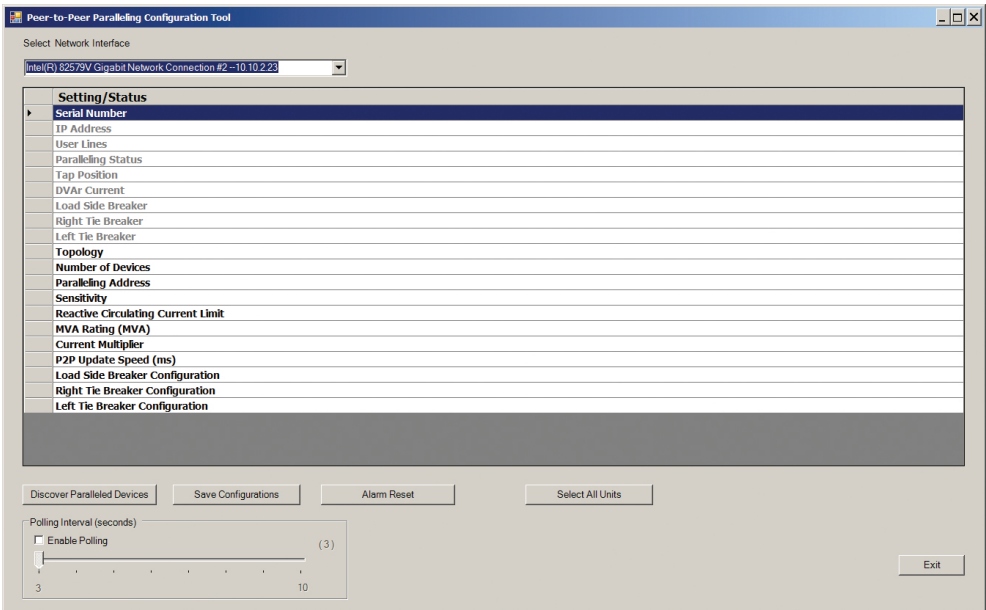 Peer-to-Peer Paralleling Configuration Tool
Select Network Interface
Intel(R) 82579V Gigabit Network Connection #2 --10.10.2.23
Setting/Status
Serial Number
IP Address
User Lines
Paralleling Status
Tap Position
DVAr Current
Load Side Breaker
Right Tie Breaker
Left Tie Breaker
Topology
Number of Devices
Paralleling Address
Sensitivity
Reactive Circulating Current Limit
MVA Rating (MVA)
Current Multiplier
P2P Update Speed (ms)
Load Side Breaker Configuration
Right Tie Breaker Configuration
Left Tie Breaker Configuration
Discover Paralleled Devices Save Configurations Alarm Reset Select All Units
Polling Interval (seconds)
Enable Polling (3)
3 10
Exit